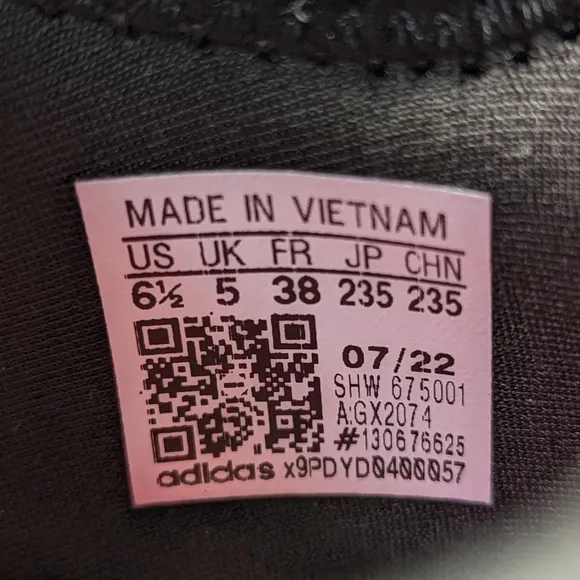 MADE IN VIETNAM
US UK FR JP CHN
6½ 5 38 235 235
07/22
SHW 675001
A:GX2074
#130676625
adidas x9PDYD0400057